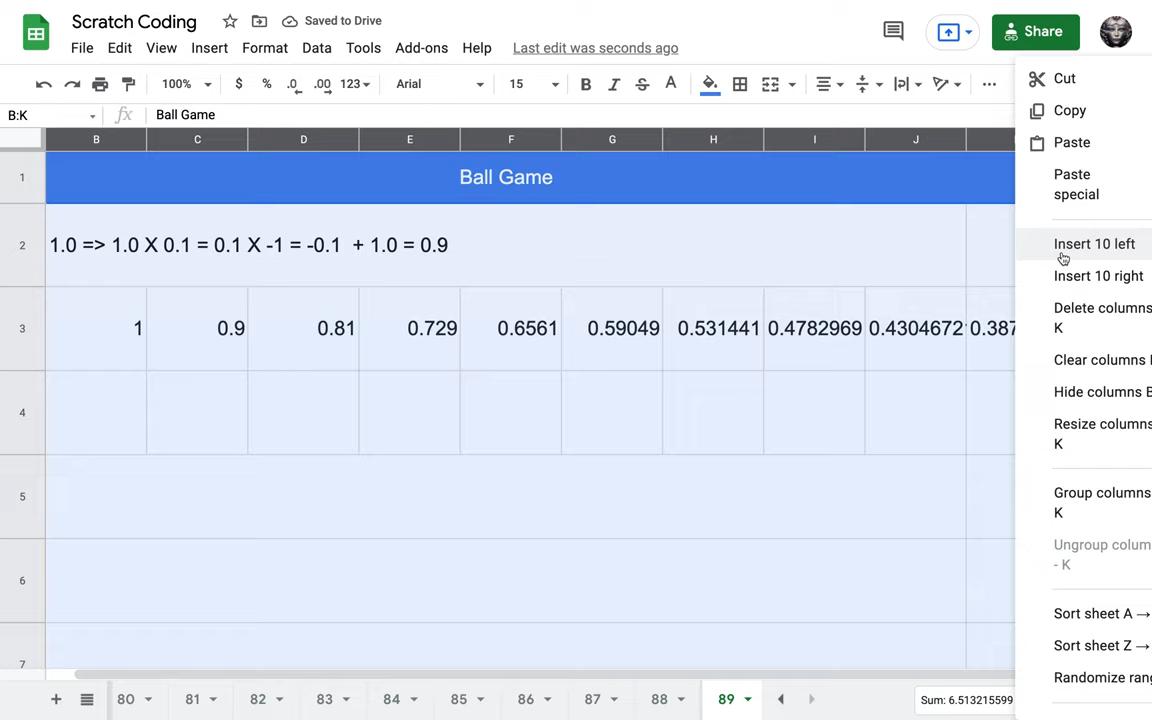 Scratch Coding
Saved to Drive
File Edit View Insert Format Data Tools Add-ons Help Last edit was seconds ago
Share
100% $ % .0 .00 123 Arial 15 B I S A
B:K fx Ball Game
B C D E F G H I J
1 Ball Game
2 1.0 => 1.0 X 0.1 = 0.1 X -1 = -0.1 + 1.0 = 0.9
3 1 0.9 0.81 0.729 0.6561 0.59049 0.531441 0.4782969 0.4304672 0.387
4
5
6
7
Cut
Copy
Paste
Paste
special
Insert 10 left
Insert 10 right
Delete columns
K
Clear columns
Hide columns B
Resize columns
K
Group columns
K
Ungroup colum
- K
Sort sheet A →
Sort sheet Z →
Randomize ran
80 81 82 83 84 85 86 87 88 89 Sum: 6.513215599